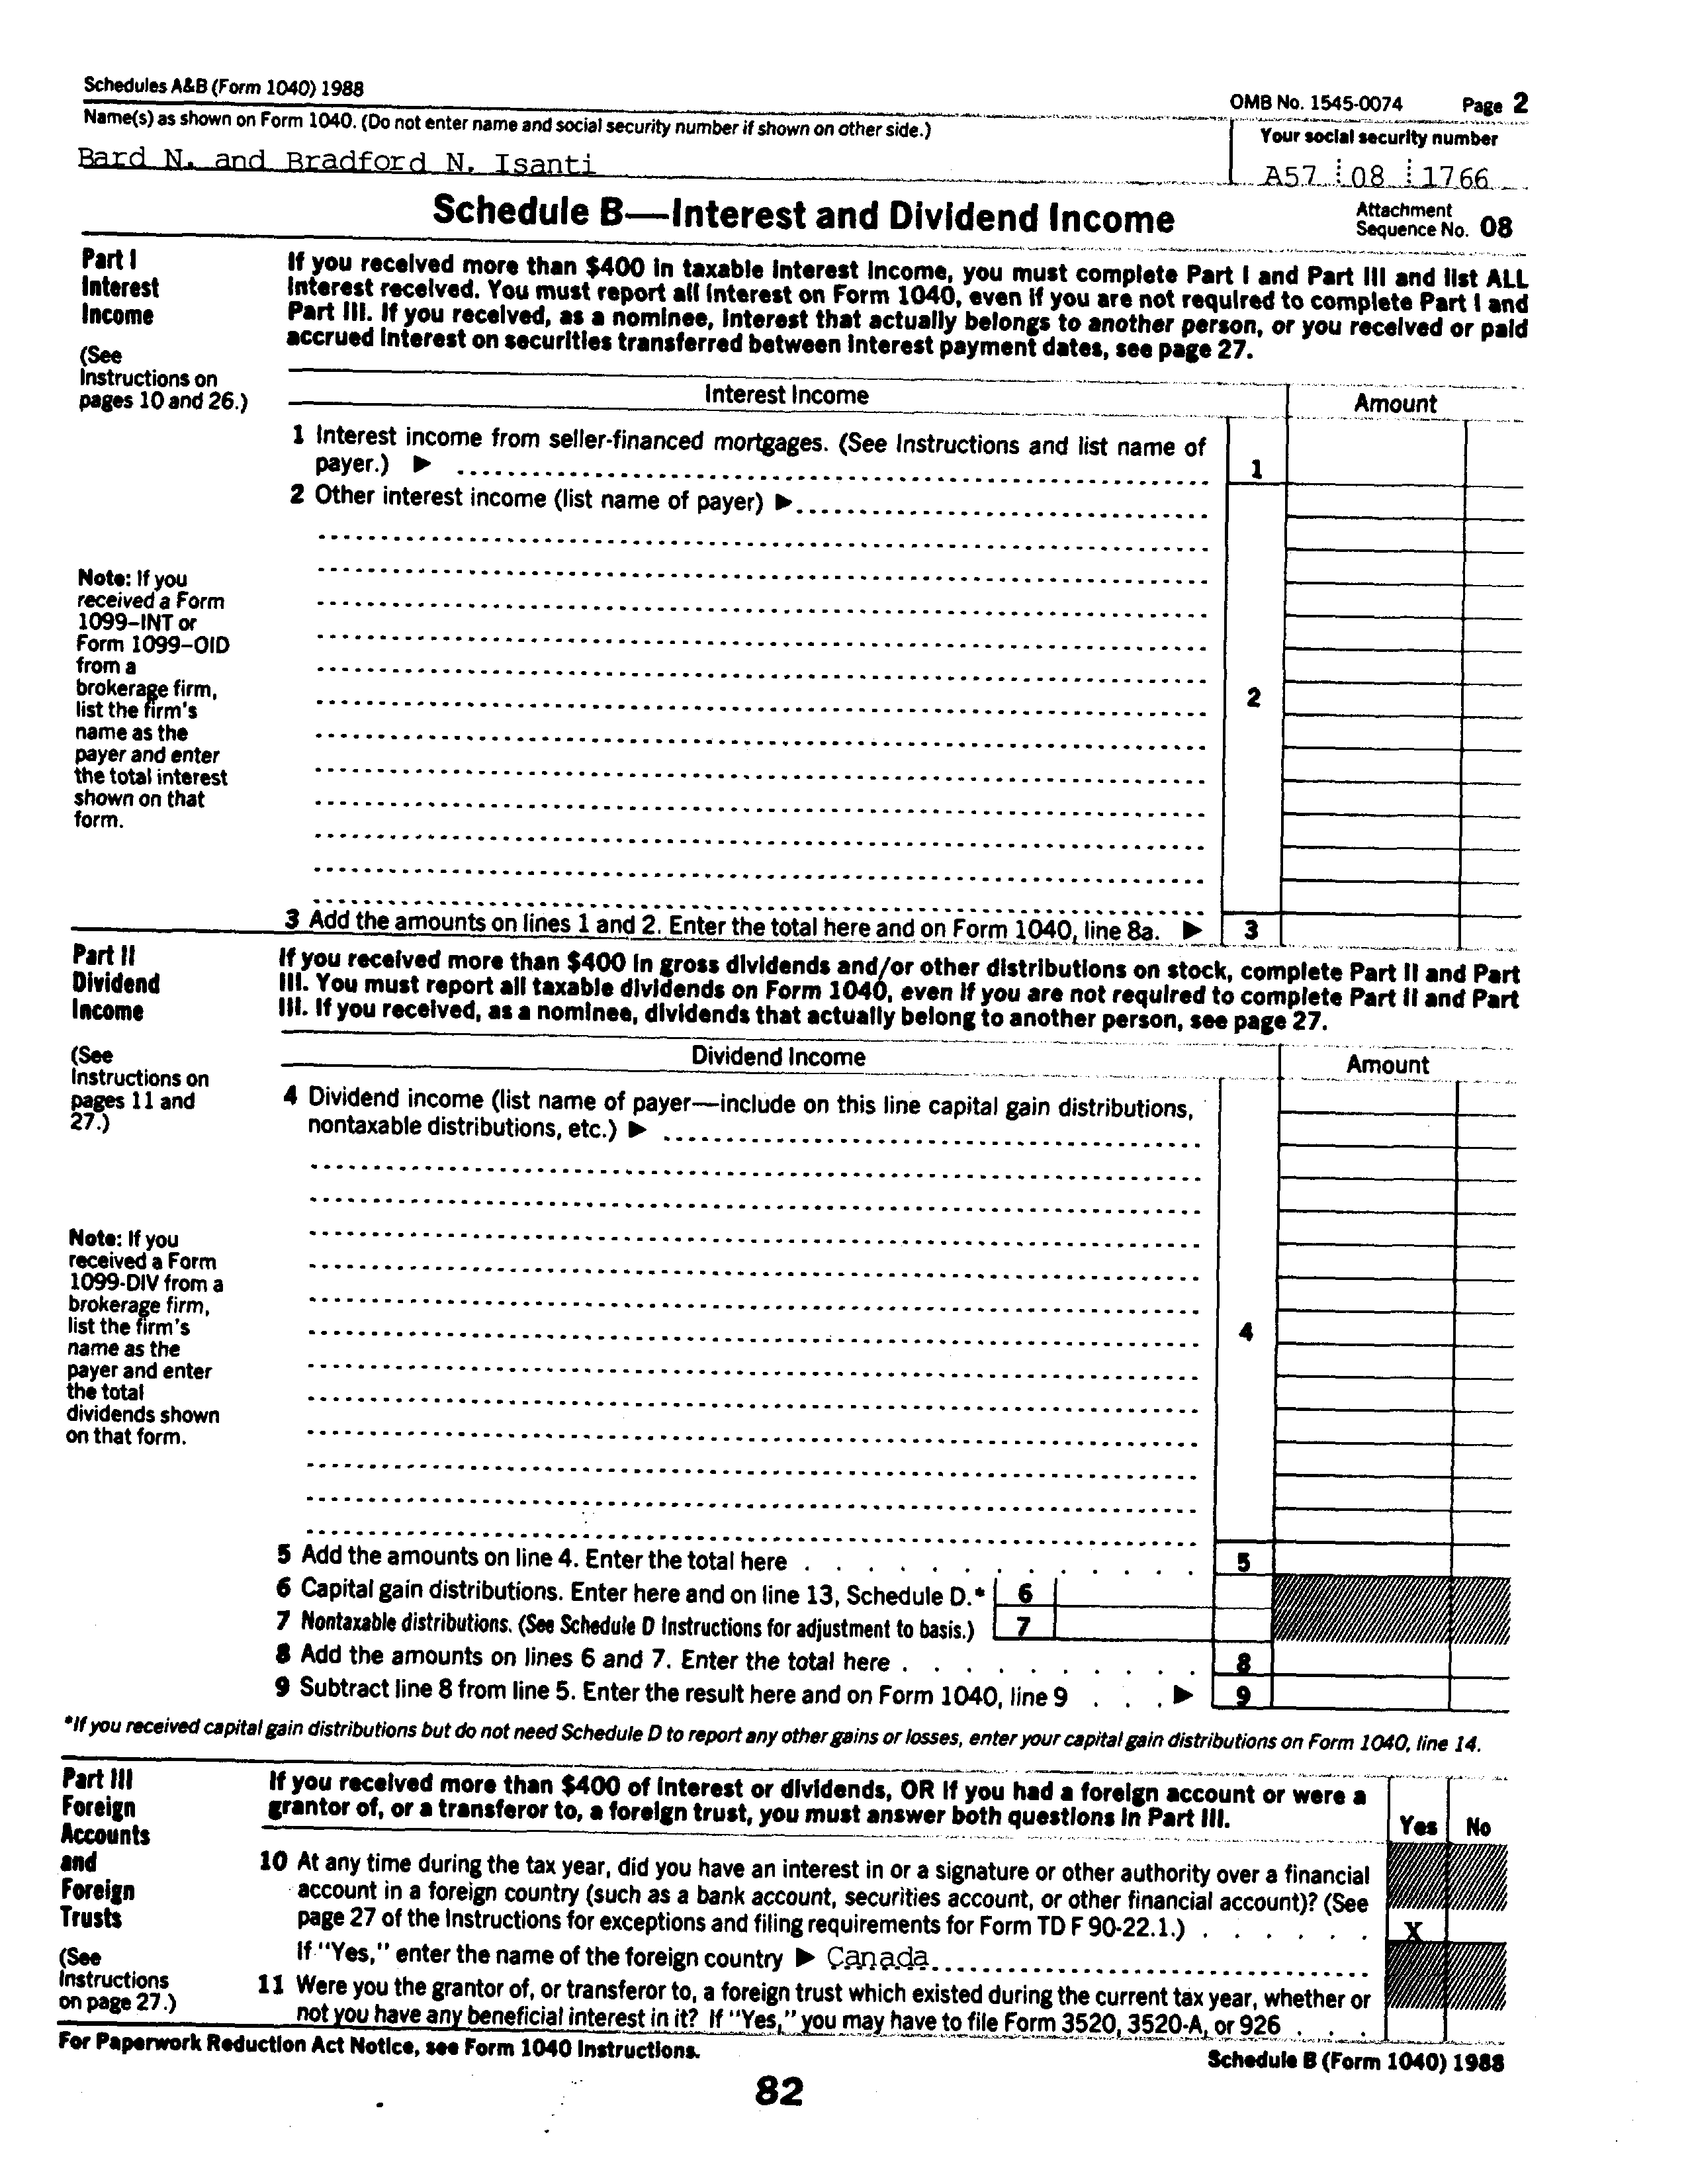 Schedules A&B (Form 1040) 1988
OMB No. 1545-0074 Page 2
Name(s) as shown on Form 1040. (Do not enter name and social security number if shown on other side.)
Your social security number
Bard N. and Bradford N. Isanti
A57 08 1766
Schedule B—Interest and Dividend Income
Attachment
Sequence No. 08
Part I
Interest
Income
(See
Instructions on
pages 10 and 26.)
If you received more than $400 in taxable interest income, you must complete Part I and Part III and list ALL
interest received. You must report all interest on Form 1040, even if you are not required to complete Part I and
Part III. If you received, as a nominee, interest that actually belongs to another person, or you received or paid
accrued interest on securities transferred between interest payment dates, see page 27.
Interest Income
Amount
1 Interest income from seller-financed mortgages. (See Instructions and list name of
payer.) ▶
1
2 Other interest income (list name of payer) ▶
Note: If you
received a Form
1099–INT or
Form 1099–OID
from a
brokerage firm,
list the firm's
name as the
payer and enter
the total interest
shown on that
form.
2
3 Add the amounts on lines 1 and 2. Enter the total here and on Form 1040, line 8a. ▶ 3
Part II
Dividend
Income
(See
Instructions on
pages 11 and
27.)
If you received more than $400 in gross dividends and/or other distributions on stock, complete Part II and Part
III. You must report all taxable dividends on Form 1040, even if you are not required to complete Part II and Part
III. If you received, as a nominee, dividends that actually belong to another person, see page 27.
Dividend Income
Amount
4 Dividend income (list name of payer—include on this line capital gain distributions,
nontaxable distributions, etc.) ▶
Note: If you
received a Form
1099-DIV from a
brokerage firm,
list the firm's
name as the
payer and enter
the total
dividends shown
on that form.
4
5 Add the amounts on line 4. Enter the total here . . . . . . . . . . 5
6 Capital gain distributions. Enter here and on line 13, Schedule D.* 6
7 Nontaxable distributions. (See Schedule D Instructions for adjustment to basis.) 7
8 Add the amounts on lines 6 and 7. Enter the total here . . . . . . . . . . 8
9 Subtract line 8 from line 5. Enter the result here and on Form 1040, line 9 . . . ▶ 9
*If you received capital gain distributions but do not need Schedule D to report any other gains or losses, enter your capital gain distributions on Form 1040, line 14.
Part III
Foreign
Accounts
and
Foreign
Trusts
(See
Instructions
on page 27.)
If you received more than $400 of interest or dividends, OR if you had a foreign account or were a
grantor of, or a transferor to, a foreign trust, you must answer both questions in Part III.
Yes No
10 At any time during the tax year, did you have an interest in or a signature or other authority over a financial
account in a foreign country (such as a bank account, securities account, or other financial account)? (See
page 27 of the Instructions for exceptions and filing requirements for Form TD F 90-22.1.) . . . . . . X
If "Yes," enter the name of the foreign country ▶ Canada
11 Were you the grantor of, or transferor to, a foreign trust which existed during the current tax year, whether or
not you have any beneficial interest in it? If "Yes," you may have to file Form 3520, 3520-A, or 926 . . .
For Paperwork Reduction Act Notice, see Form 1040 Instructions.
Schedule B (Form 1040) 1988
82